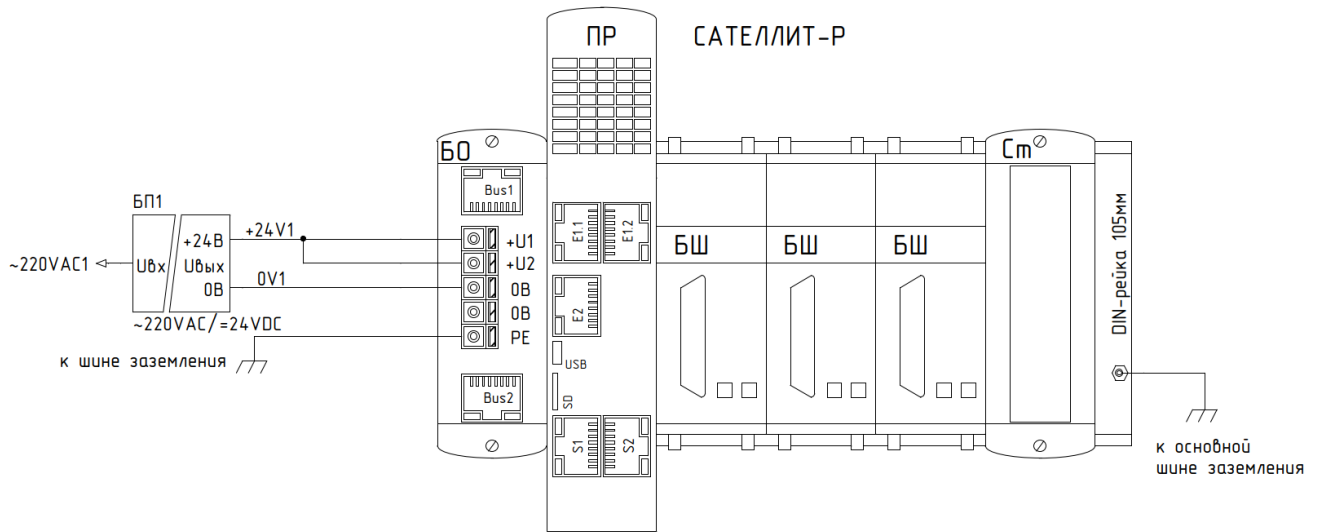 ПР
САТЕЛЛИТ-Р
БО
Ст
Bus1
БП1
+24В
+24V1
+U1
E1.1
E1.2
БШ
БШ
БШ
~220VAC1
Uвх
Uвых
+U2
0В
0V1
0В
0В
E2
~220VAC/=24VDC
PE
DIN-рейка 105мм
к шине заземления
USB
SD
Bus2
S1
S2
к основной
шине заземления